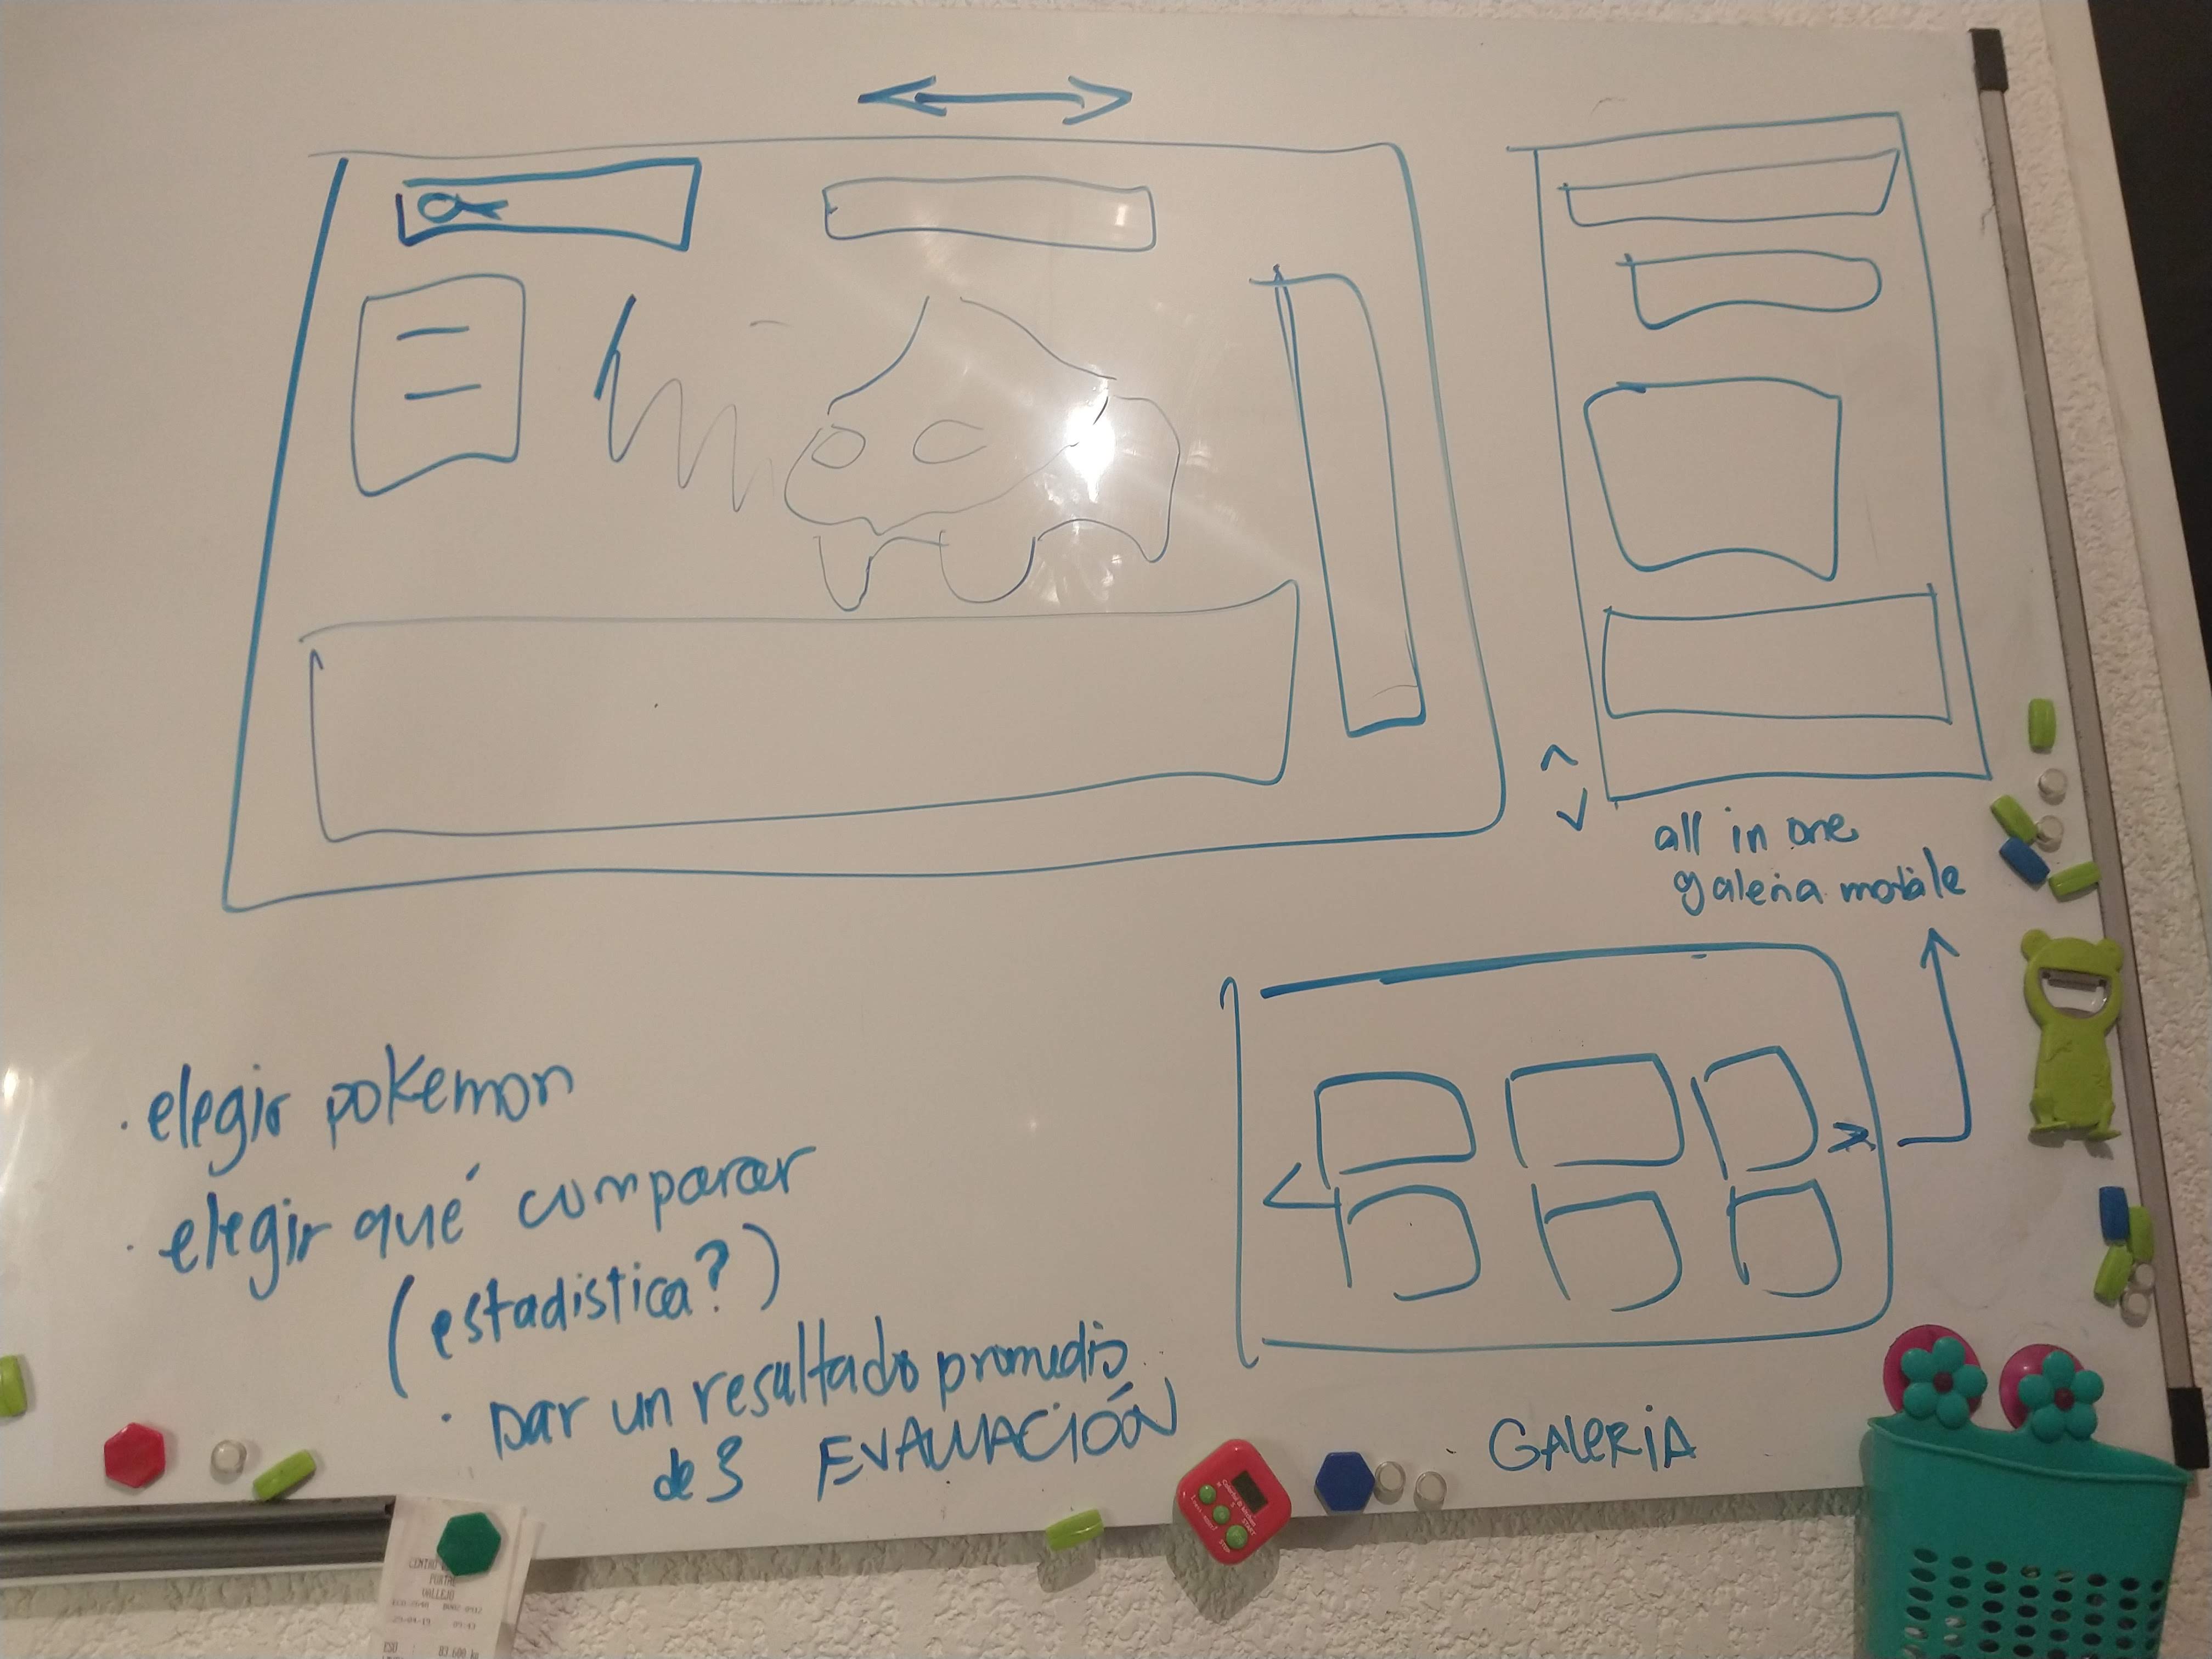 all in one
galeria mobile
· elegir pokemon
· elegir qué comparar
(estadistica?)
· Dar un resultado promedio
de 3 EVALUACIÓN
GALERIA